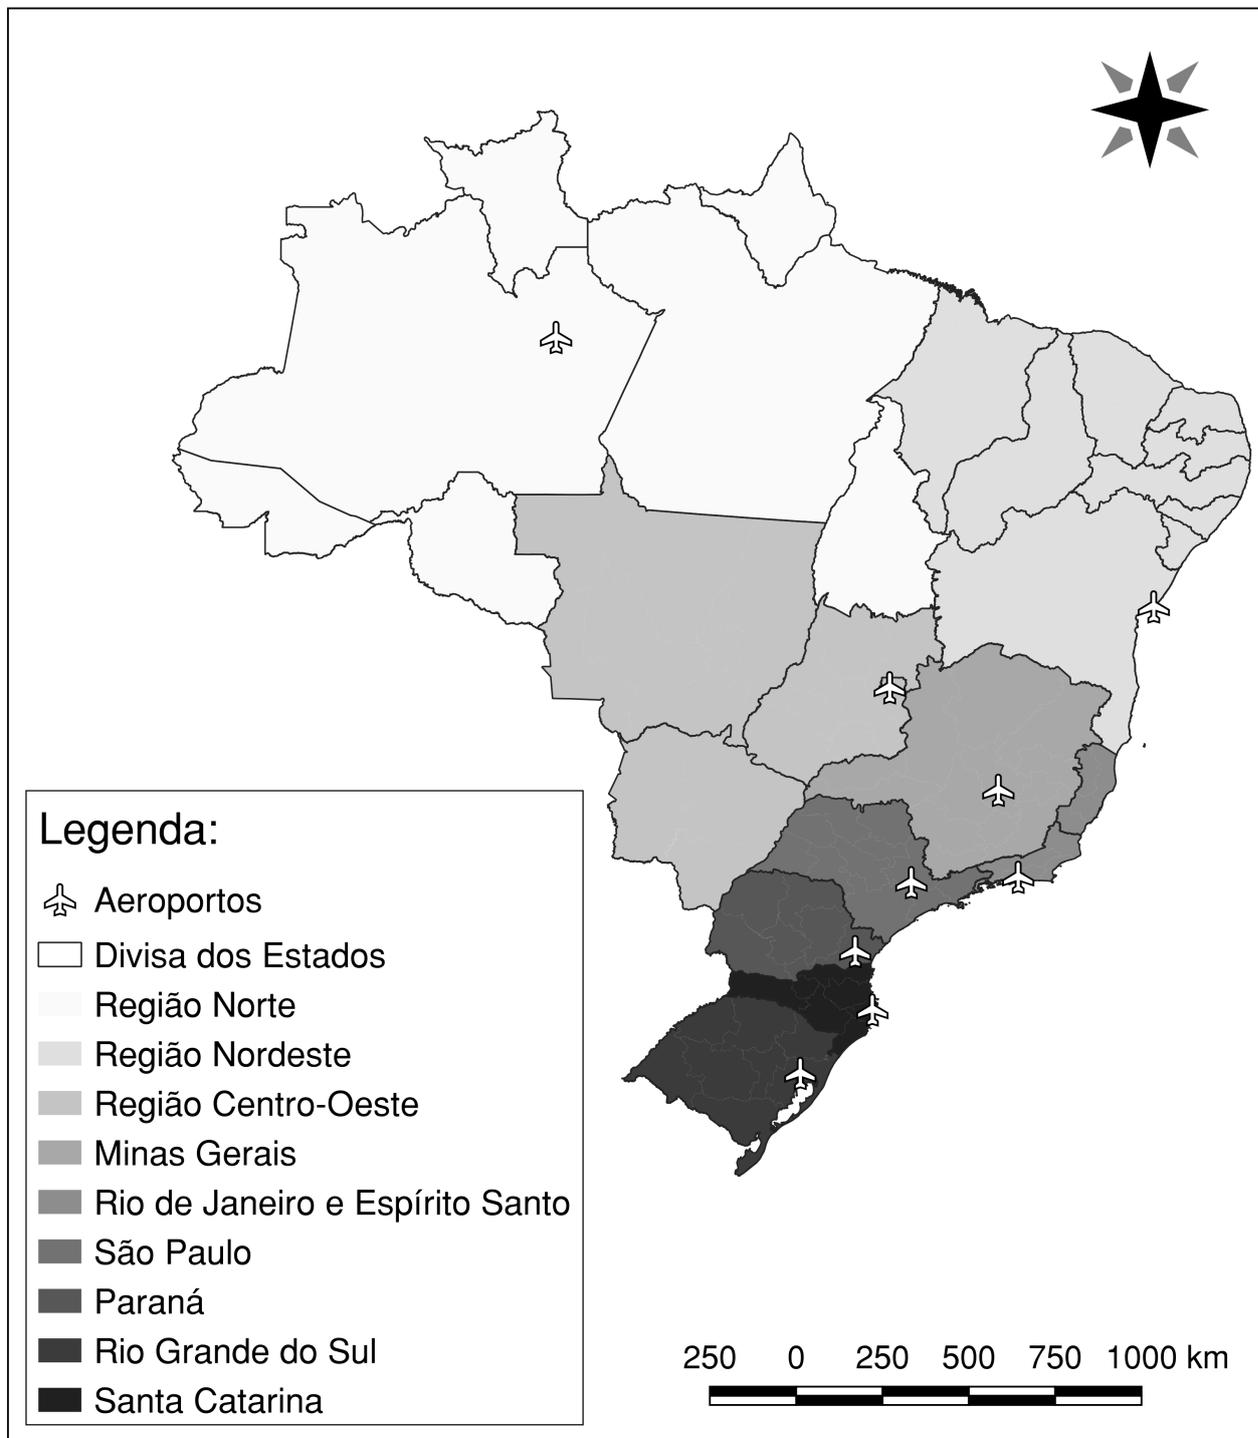 Legenda:
Aeroportos
Divisa dos Estados
Região Norte
Região Nordeste
Região Centro-Oeste
Minas Gerais
Rio de Janeiro e Espírito Santo
São Paulo
Paraná
Rio Grande do Sul
Santa Catarina
250 0 250 500 750 1000 km